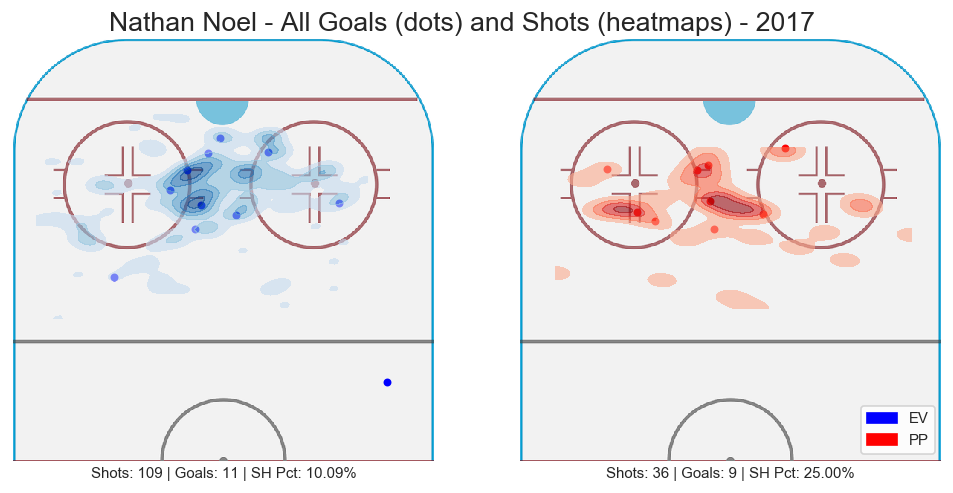 Nathan Noel - All Goals (dots) and Shots (heatmaps) - 2017
EV
PP
Shots: 109 | Goals: 11 | SH Pct: 10.09%
Shots: 36 | Goals: 9 | SH Pct: 25.00%